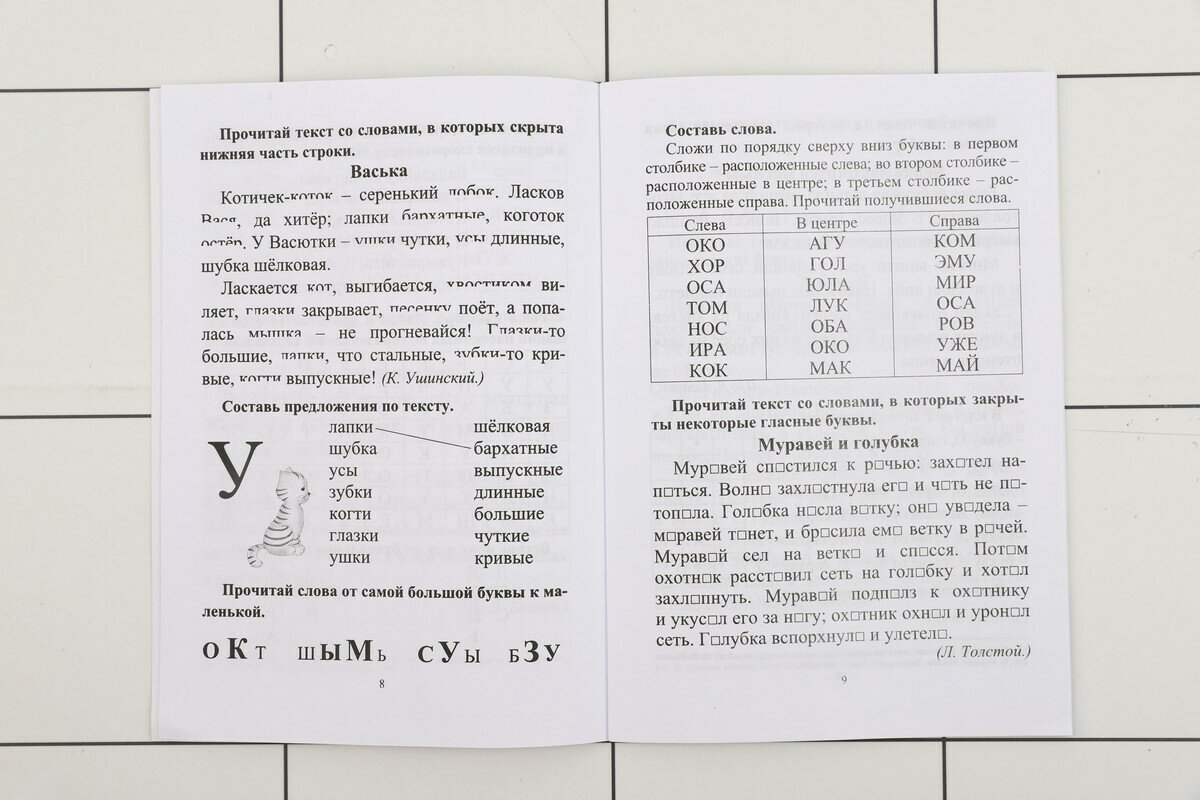 Прочитай текст со словами, в которых скрыта
нижняя часть строки.
Васька
Котичек-коток – серенький лобок. Ласков
Вася, да хитёр; лапки бархатные, коготок
остёр. У Васютки – ушки чутки, усы длинные,
шубка шёлковая.
Ласкается кот, выгибается, хвостиком ви-
ляет, глазки закрывает, песенку поёт, а попа-
лась мышка – не прогневайся! Глазки-то
большие, лапки, что стальные, зубки-то кри-
вые, когти выпускные! (К. Ушинский.)
Составь предложения по тексту.
У
лапки шёлковая
шубка бархатные
усы выпускные
зубки длинные
когти большие
глазки чуткие
ушки кривые
Прочитай слова от самой большой буквы к ма-
ленькой.
оКт шыМь сУы бЗу
8
Составь слова.
Сложи по порядку сверху вниз буквы: в первом
столбике – расположенные слева; во втором столбике –
расположенные в центре; в третьем столбике – рас-
положенные справа. Прочитай получившиеся слова.
Слева В центре Справа
ОКО АГУ КОМ
ХОР ГОЛ ЭМУ
ОСА ЮЛА МИР
ТОМ ЛУК ОСА
НОС ОБА РОВ
ИРА ОКО УЖЕ
КОК МАК МАЙ
Прочитай текст со словами, в которых закры-
ты некоторые гласные буквы.
Муравей и голубка
Мур□вей сп□стился к р□чью: зах□тел на-
п□ться. Волн□ захл□стнула ег□ и ч□ть не п□-
топ□ла. Гол□бка н□сла в□тку; он□ ув□дела –
м□равей т□нет, и бр□сила ем□ ветку в р□чей.
Мурав□й сел на ветк□ и сп□сся. Пот□м
охотн□к расст□вил сеть на гол□бку и хот□л
захл□пнуть. Мурав□й подп□лз к ох□тнику
и укус□л его за н□гу; ох□тник охн□л и урон□л
сеть. Г□лубка вспорхнул□ и улетел□.
(Л. Толстой.)
9